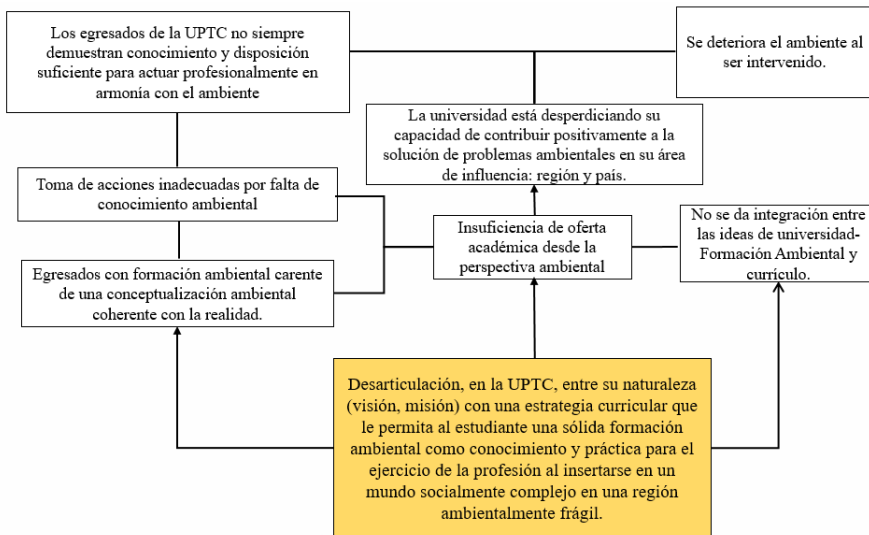 Los egresados de la UPTC no siempre
demuestran conocimiento y disposición
suficiente para actuar profesionalmente en
armonía con el ambiente
Se deteriora el ambiente al
ser intervenido.
La universidad está desperdiciando su
capacidad de contribuir positivamente a la
solución de problemas ambientales en su área
de influencia: región y país.
Toma de acciones inadecuadas por falta de
conocimiento ambiental
Insuficiencia de oferta
académica desde la
perspectiva ambiental
No se da integración entre
las ideas de universidad-
Formación Ambiental y
currículo.
Egresados con formación ambiental carente
de una conceptualización ambiental
coherente con la realidad.
Desarticulación, en la UPTC, entre su naturaleza
(visión, misión) con una estrategia curricular que
le permita al estudiante una sólida formación
ambiental como conocimiento y práctica para el
ejercicio de la profesión al insertarse en un
mundo socialmente complejo en una región
ambientalmente frágil.